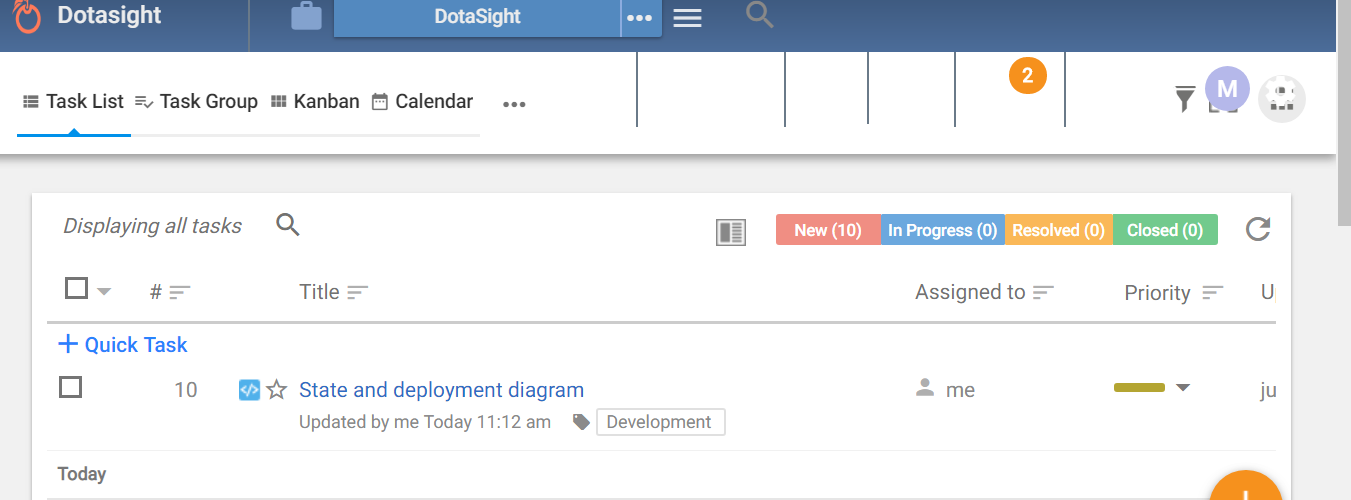 Dotasight
DotaSight
2
Task List Task Group Kanban Calendar
M
Displaying all tasks
New (10) In Progress (0) Resolved (0) Closed (0)
# Title Assigned to Priority
+ Quick Task
10 State and deployment diagram me ju
Updated by me Today 11:12 am Development
Today